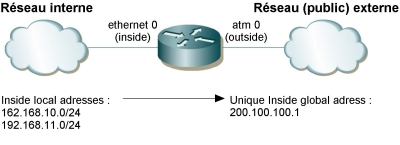 Réseau interne
Réseau (public) externe
ethernet 0
(inside)
atm 0
(outside)
Inside local adresses :
162.168.10.0/24
192.168.11.0/24
Unique Inside global adress :
200.100.100.1